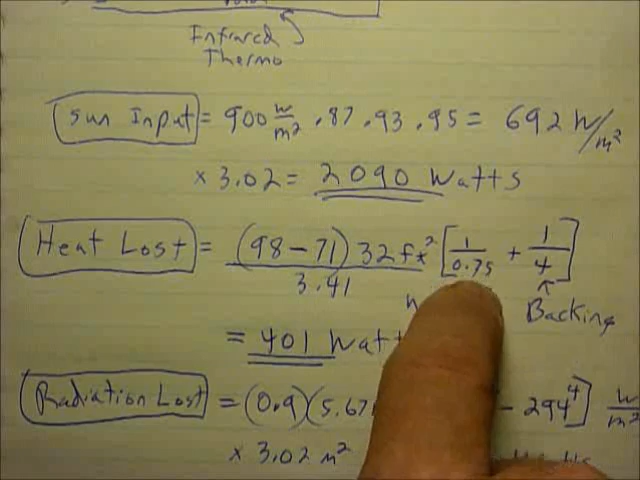 Infrared
Thermo
Sun Input = 900 W/m² · .87 · .93 · .95 = 692 W/m²
× 3.02 = 2090 Watts
Heat Lost = (98 - 71) 32 ft² / 3.41 [1/0.75 + 1/4]
Backing
= 401 Watt
Radiation Lost = (0.9)(5.67 - 294⁴] W/m²
× 3.02 m²